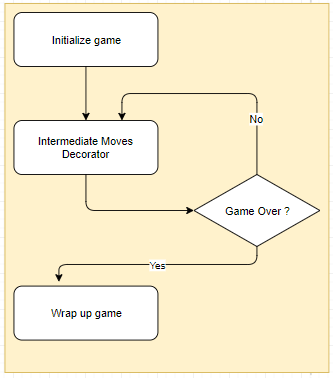 Initialize game
No
Intermediate Moves
Decorator
Game Over ?
Yes
Wrap up game